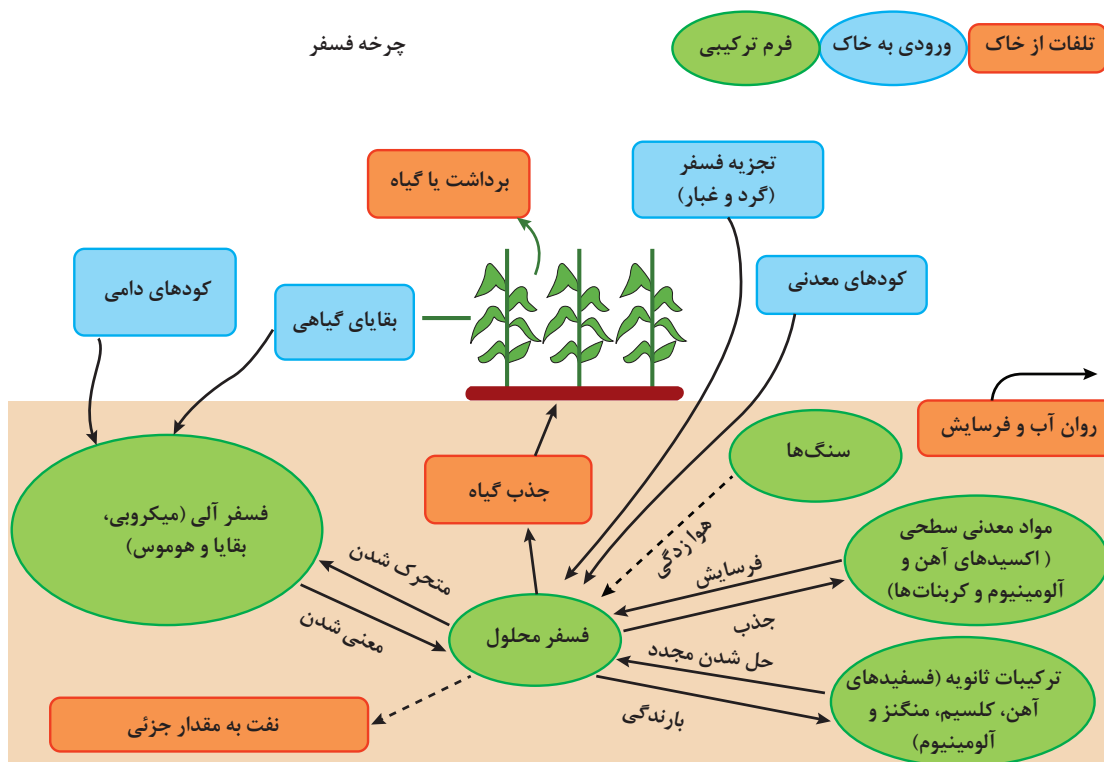 چرخه فسفر
تلفات از خاک
ورودی به خاک
فرم ترکیبی
تجزیه فسفر
(گرد و غبار)
برداشت یا گیاه
کودهای معدنی
کودهای دامی
بقایای گیاهی
روان آب و فرسایش
سنگ‌ها
جذب گیاه
فسفر آلی (میکروبی،
بقایا و هوموس)
مواد معدنی سطحی
( اکسیدهای آهن و
آلومینیوم و کربنات‌ها)
هوا زدگی
فرسایش
جذب
متحرک شدن
معنی شدن
فسفر محلول
حل شدن مجدد
بارندگی
ترکیبات ثانویه (فسفیدهای
آهن، کلسیم، منگنز و
آلومینیوم)
نفت به مقدار جزئی